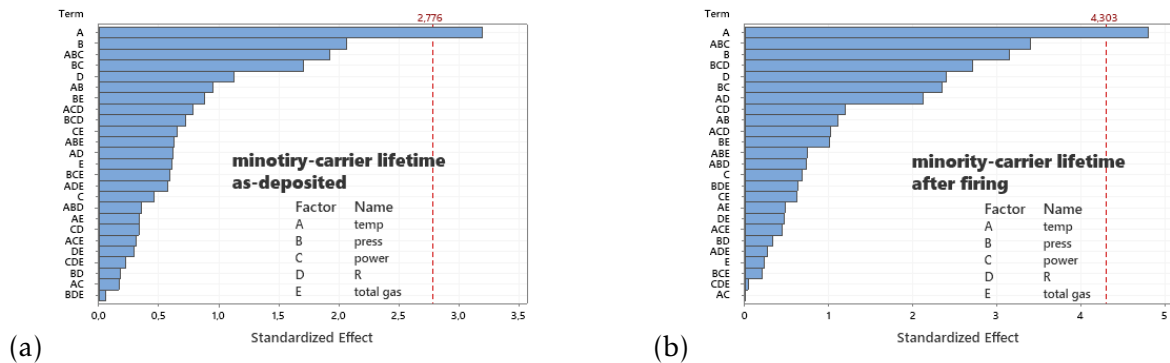 Term
2,776
A
B
ABC
BC
D
AB
BE
ACD
BCD
CE
ABE
AD
E
BCE
ADE
C
ABD
AE
CD
ACE
DE
CDE
BD
AC
BDE
minotiry-carrier lifetime
as-deposited
Factor Name
A temp
B press
C power
D R
E total gas
0,0 0,5 1,0 1,5 2,0 2,5 3,0 3,5
Standardized Effect
(a)
Term
4,303
A
ABC
B
BCD
D
BC
AD
CD
AB
ACD
BE
ABE
ABD
C
BDE
CE
AE
DE
ACE
BD
ADE
E
BCE
CDE
AC
minority-carrier lifetime
after firing
Factor Name
A temp
B press
C power
D R
E total gas
0 1 2 3 4 5
Standardized Effect
(b)